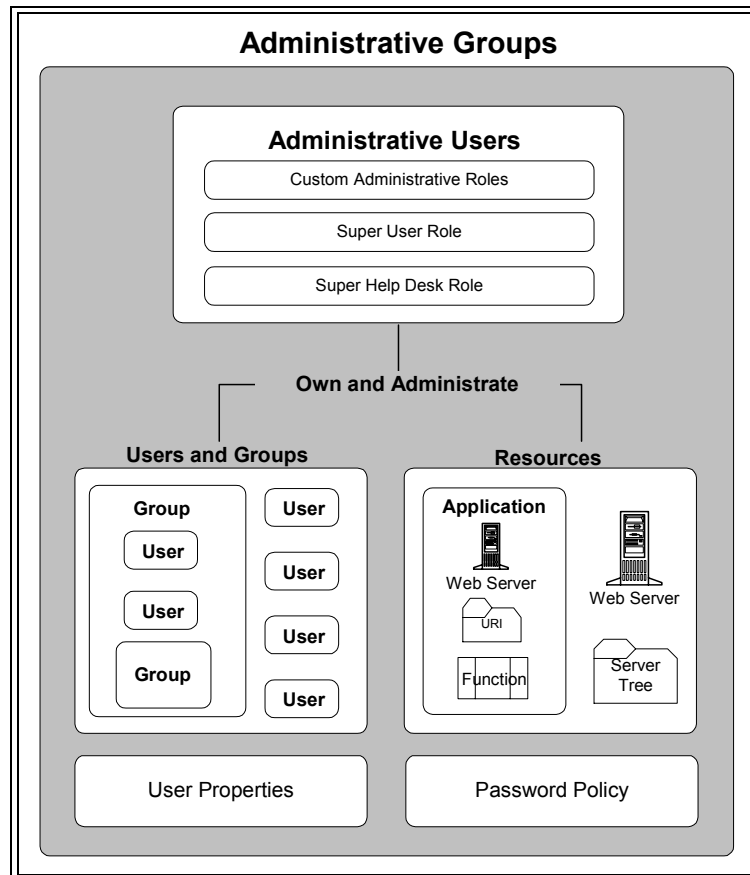 Administrative Groups
Administrative Users
Custom Administrative Roles
Super User Role
Super Help Desk Role
Own and Administrate
Users and Groups
Group
User
User
Group
User
User
User
User
Resources
Application
Web Server
URI
Function
Web Server
Server
Tree
User Properties
Password Policy